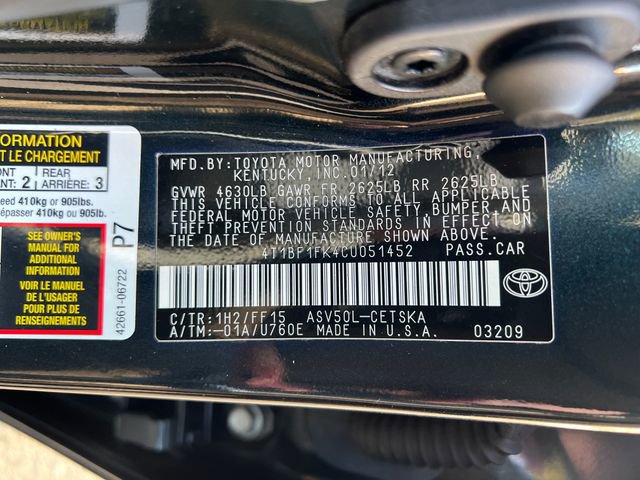 ORMATION
T LE CHARGEMENT
ONT 2 REAR 3
ANT: ARRIÈRE:
eed 410kg or 905lbs.
épasser 410kg ou 905lb.
SEE OWNER'S
MANUAL FOR
ADDITIONAL
INFORMATION
VOIR LE MANUEL
DE L'USAGER
POUR PLUS DE
RENSEIGNEMENTS
P7
42661-06722
MFD. BY: TOYOTA MOTOR MANUFACTURING,
KENTUCKY, INC. 01/12
GVWR 4630LB GAWR FR 2625LB RR 2625LB
THIS VEHICLE CONFORMS TO ALL APPLICABLE
FEDERAL MOTOR VEHICLE SAFETY, BUMPER AND
THEFT PREVENTION STANDARDS IN EFFECT ON
THE DATE OF MANUFACTURE SHOWN ABOVE.
4T1BP1FK4CU051452 PASS.CAR
C/TR: 1H2/FF15 ASV50L-CETSKA
A/TM: -01A/U760E MADE IN U.S.A. 03209